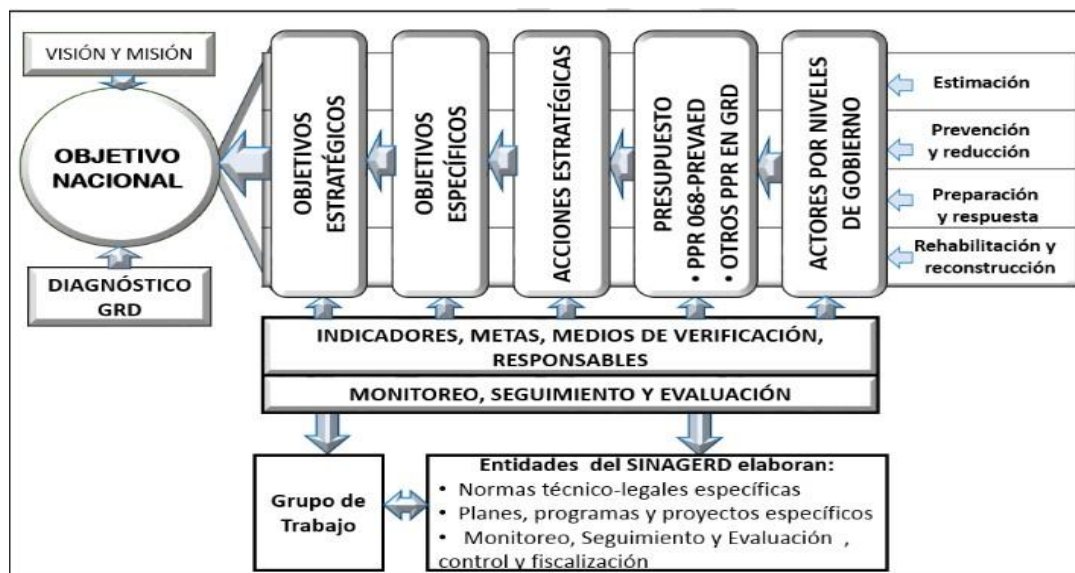 VISIÓN Y MISIÓN
OBJETIVO
NACIONAL
DIAGNÓSTICO
GRD
OBJETIVOS
ESTRATÉGICOS
OBJETIVOS
ESPECÍFICOS
ACCIONES ESTRATÉGICAS
PRESUPUESTO
• PPR 068-PREVAED
• OTROS PPR EN GRD
ACTORES POR NIVELES
DE GOBIERNO
Estimación
Prevención
y reducción
Preparación
y respuesta
Rehabilitación y
reconstrucción
INDICADORES, METAS, MEDIOS DE VERIFICACIÓN,
RESPONSABLES
MONITOREO, SEGUIMIENTO Y EVALUACIÓN
Grupo de
Trabajo
Entidades del SINAGERD elaboran:
• Normas técnico-legales específicas
• Planes, programas y proyectos específicos
• Monitoreo, Seguimiento y Evaluación ,
control y fiscalización